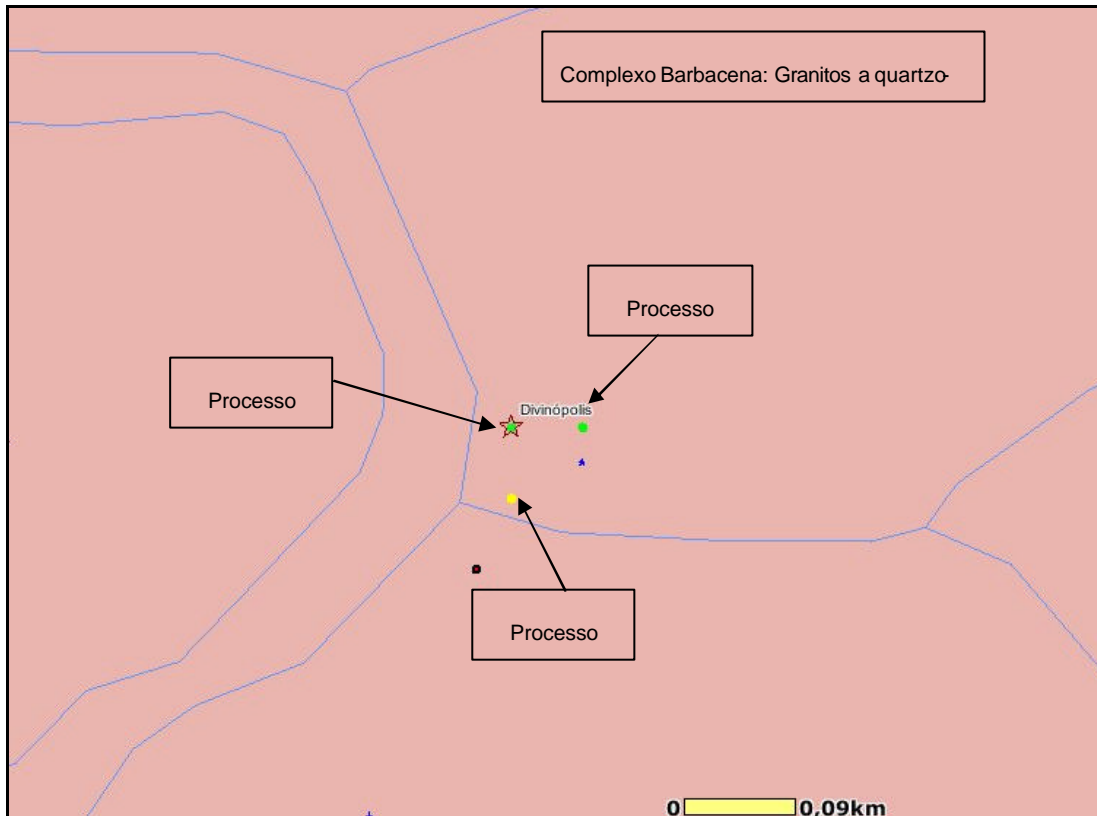 Complexo Barbacena: Granitos a quartzo-
Processo
Processo
Divinópolis
Processo
0 0,09km